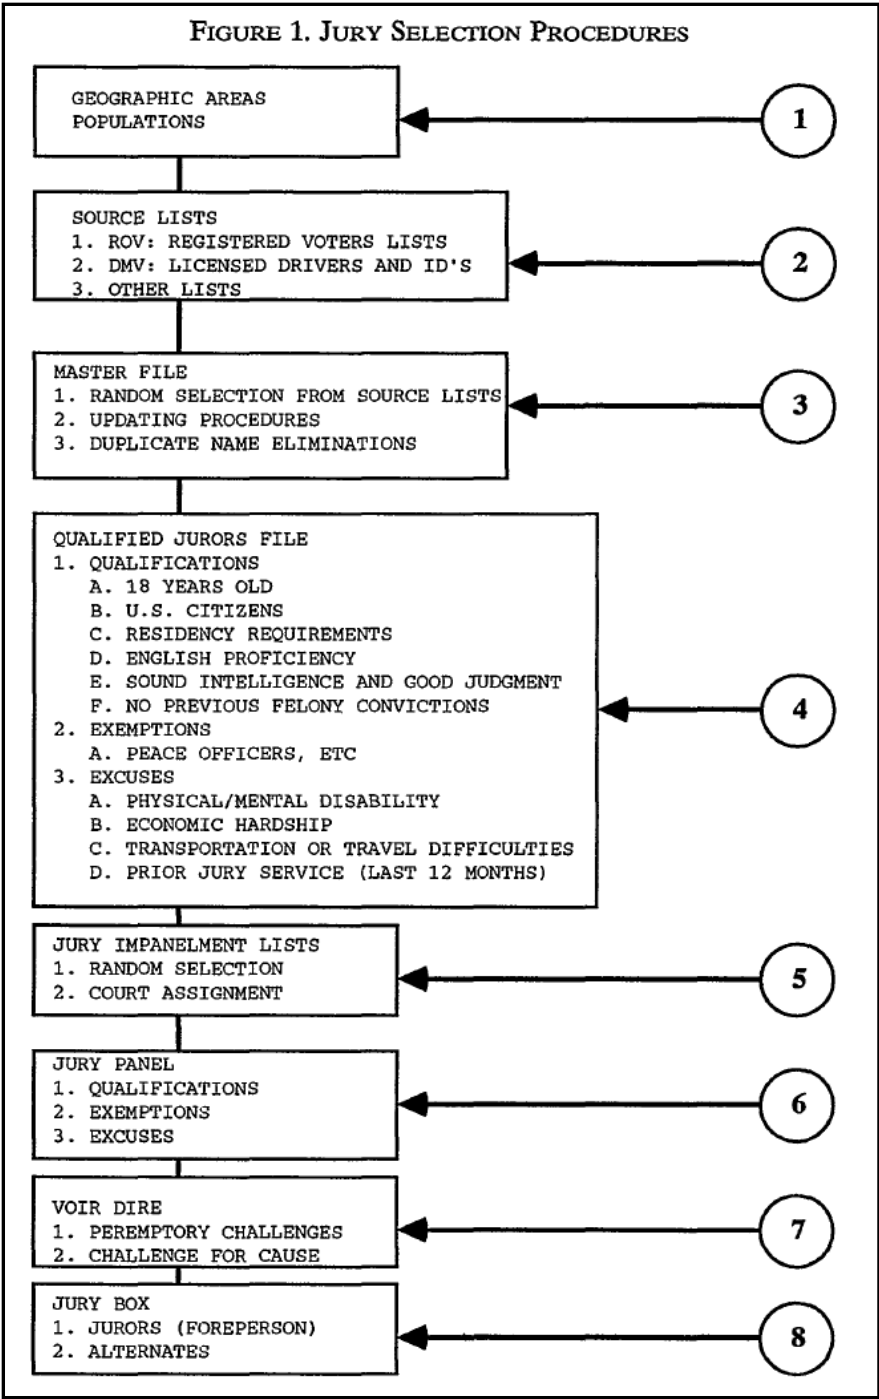 FIGURE 1. JURY SELECTION PROCEDURES
GEOGRAPHIC AREAS
POPULATIONS
1
SOURCE LISTS
1. ROV: REGISTERED VOTERS LISTS
2. DMV: LICENSED DRIVERS AND ID'S
3. OTHER LISTS
2
MASTER FILE
1. RANDOM SELECTION FROM SOURCE LISTS
2. UPDATING PROCEDURES
3. DUPLICATE NAME ELIMINATIONS
3
QUALIFIED JURORS FILE
1. QUALIFICATIONS
A. 18 YEARS OLD
B. U.S. CITIZENS
C. RESIDENCY REQUIREMENTS
D. ENGLISH PROFICIENCY
E. SOUND INTELLIGENCE AND GOOD JUDGMENT
F. NO PREVIOUS FELONY CONVICTIONS
2. EXEMPTIONS
A. PEACE OFFICERS, ETC
3. EXCUSES
A. PHYSICAL/MENTAL DISABILITY
B. ECONOMIC HARDSHIP
C. TRANSPORTATION OR TRAVEL DIFFICULTIES
D. PRIOR JURY SERVICE (LAST 12 MONTHS)
4
JURY IMPANELMENT LISTS
1. RANDOM SELECTION
2. COURT ASSIGNMENT
5
JURY PANEL
1. QUALIFICATIONS
2. EXEMPTIONS
3. EXCUSES
6
VOIR DIRE
1. PEREMPTORY CHALLENGES
2. CHALLENGE FOR CAUSE
7
JURY BOX
1. JURORS (FOREPERSON)
2. ALTERNATES
8